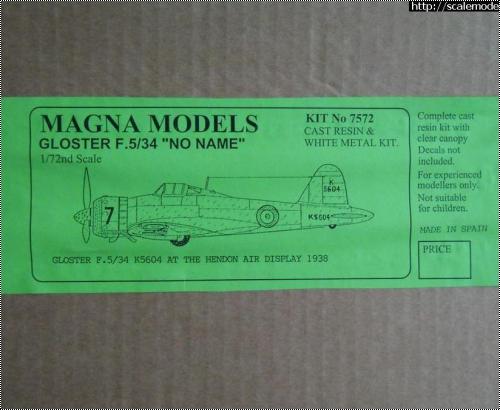 http://scalemode
MAGNA MODELS
GLOSTER F.5/34 "NO NAME"
1/72nd Scale
KIT No 7572
CAST RESIN &
WHITE METAL KIT.
Complete cast
resin kit with
clear canopy
Decals not
included.
For experienced
modellers only.
Not suitable
for children.
MADE IN SPAIN
PRICE
K
5604
7
K5604
GLOSTER F.5/34 K5604 AT THE HENDON AIR DISPLAY 1938